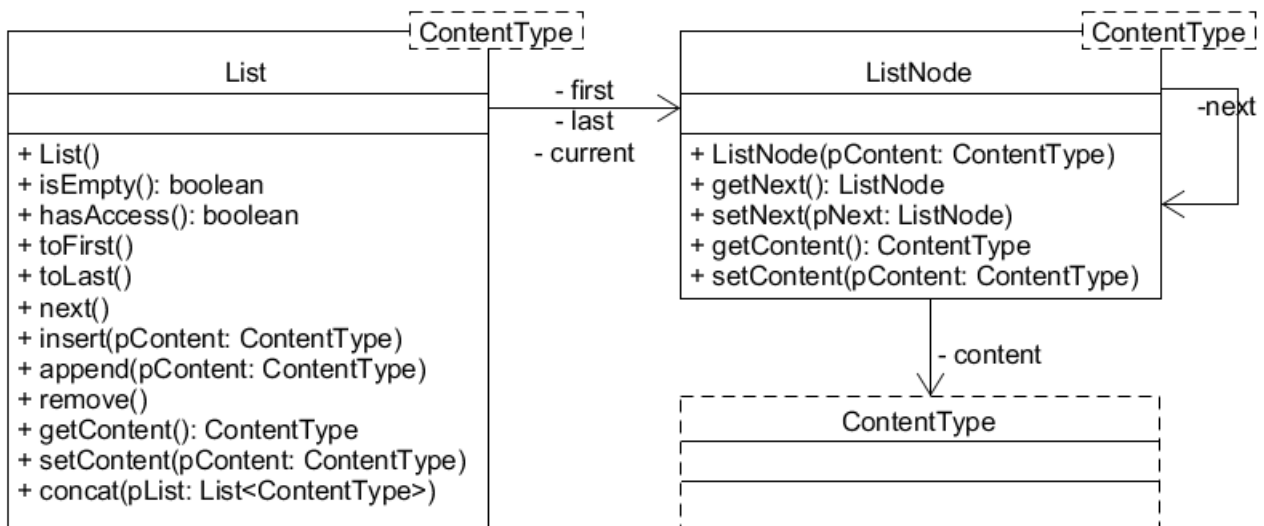 ContentType
List
+ List()
+ isEmpty(): boolean
+ hasAccess(): boolean
+ toFirst()
+ toLast()
+ next()
+ insert(pContent: ContentType)
+ append(pContent: ContentType)
+ remove()
+ getContent(): ContentType
+ setContent(pContent: ContentType)
+ concat(pList: List<ContentType>)
- first
- last
- current
ContentType
ListNode
+ ListNode(pContent: ContentType)
+ getNext(): ListNode
+ setNext(pNext: ListNode)
+ getContent(): ContentType
+ setContent(pContent: ContentType)
-next
- content
ContentType